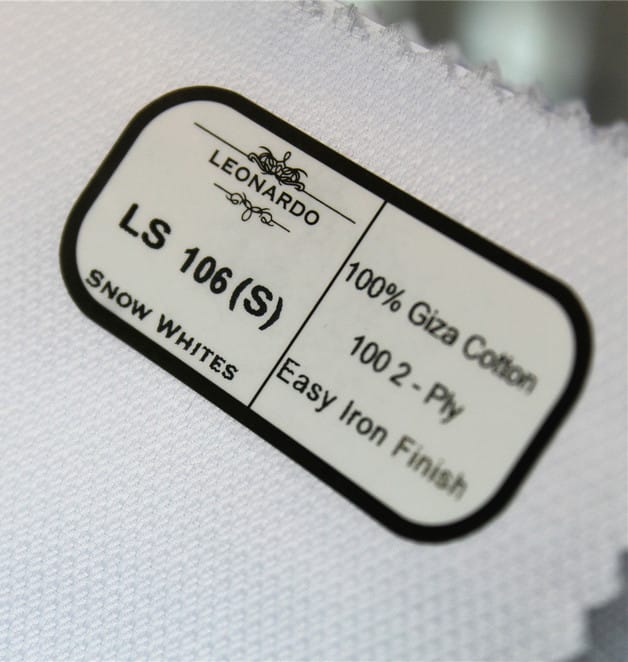 LEONARDO
LS 106(S)
SNOW WHITES
100% Giza Cotton
100 2 - Ply
Easy Iron Finish